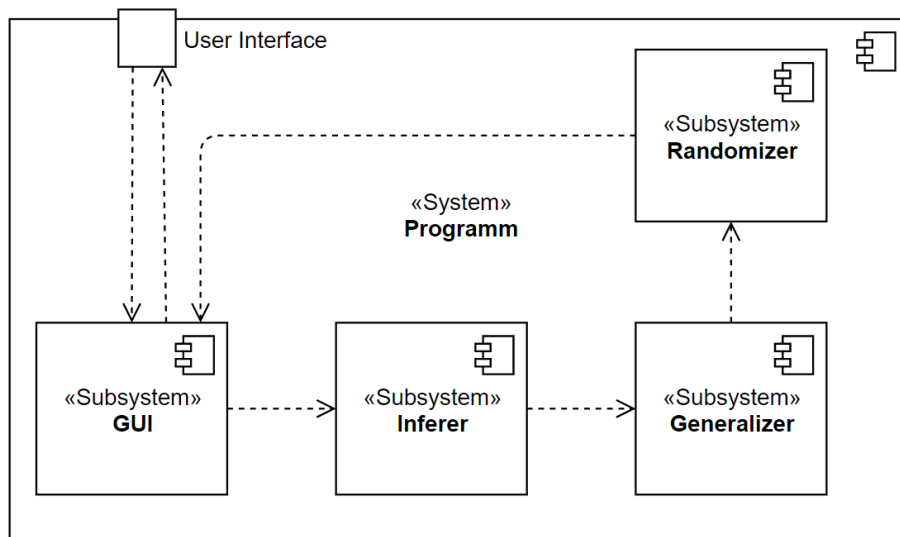 User Interface
«Subsystem»
Randomizer
«System»
Programm
«Subsystem»
GUI
«Subsystem»
Inferer
«Subsystem»
Generalizer